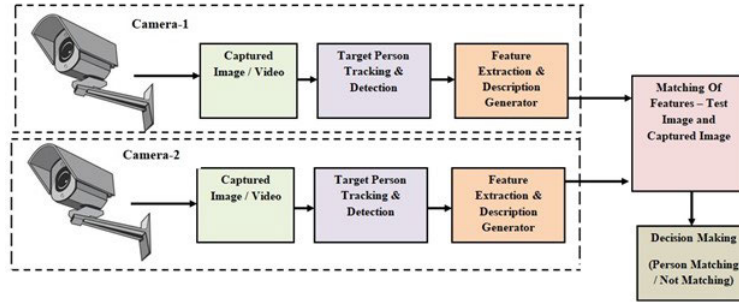 Camera-1
Captured
Image / Video
Target Person
Tracking &
Detection
Feature
Extraction &
Description
Generator
Matching Of
Features – Test
Image and
Captured Image
Camera-2
Captured
Image / Video
Target Person
Tracking &
Detection
Feature
Extraction &
Description
Generator
Decision Making
(Person Matching
/ Not Matching)